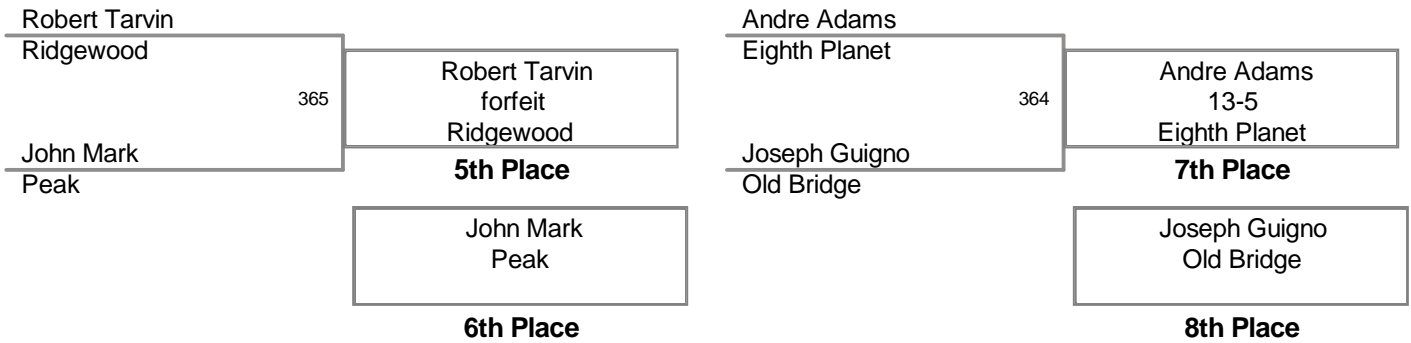 Robert Tarvin
Ridgewood
365
Robert Tarvin
forfeit
Ridgewood
John Mark
Peak
5th Place
John Mark
Peak
6th Place
Andre Adams
Eighth Planet
364
Andre Adams
13-5
Eighth Planet
Joseph Guigno
Old Bridge
7th Place
Joseph Guigno
Old Bridge
8th Place